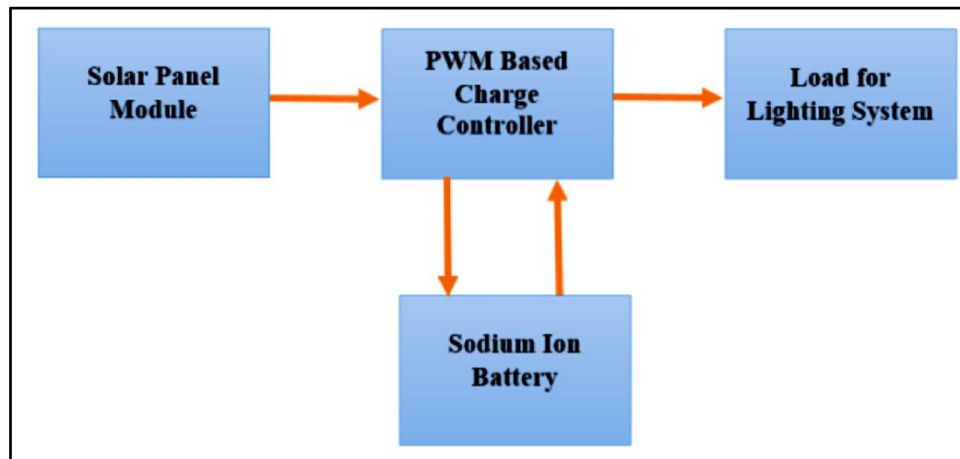 Solar Panel
Module
PWM Based
Charge
Controller
Load for
Lighting System
Sodium Ion
Battery